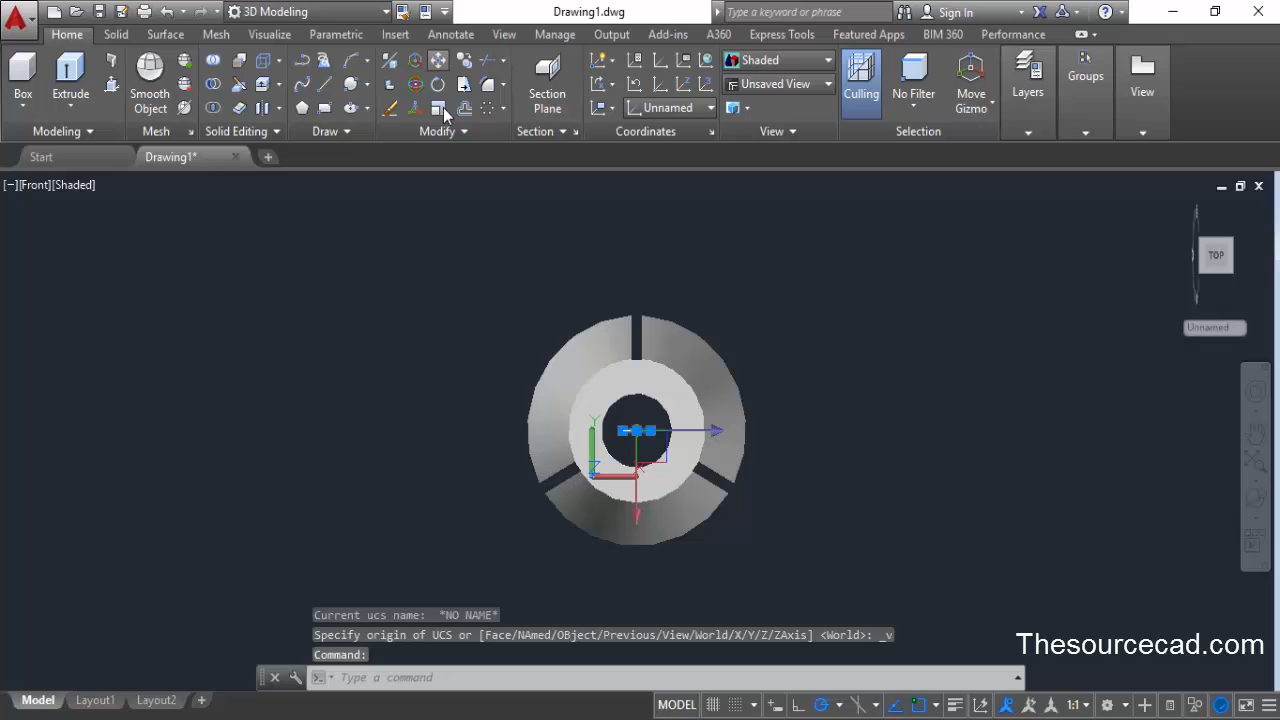 3D Modeling
Drawing1.dwg
Type a keyword or phrase
Sign In
Home Solid Surface Mesh Visualize Parametric Insert Annotate View Manage Output Add-ins A360 Express Tools Featured Apps BIM 360 Performance
Box
Extrude
Smooth Object
Section Plane
Shaded
Unsaved View
Unnamed
Culling
No Filter
Move Gizmo
Layers
Groups
View
Modeling
Mesh
Solid Editing
Draw
Modify
Section
Coordinates
View
Selection
Start
Drawing1*
[−][Front][Shaded]
TOP
Unnamed
Y
Z
X
Current ucs name: *NO NAME*
Specify origin of UCS or [Face/NAmed/OBject/Previous/View/World/X/Y/Z/ZAxis] <World>: _v
Command:
Type a command
Thesourcecad.com
Model Layout1 Layout2
MODEL
1:1